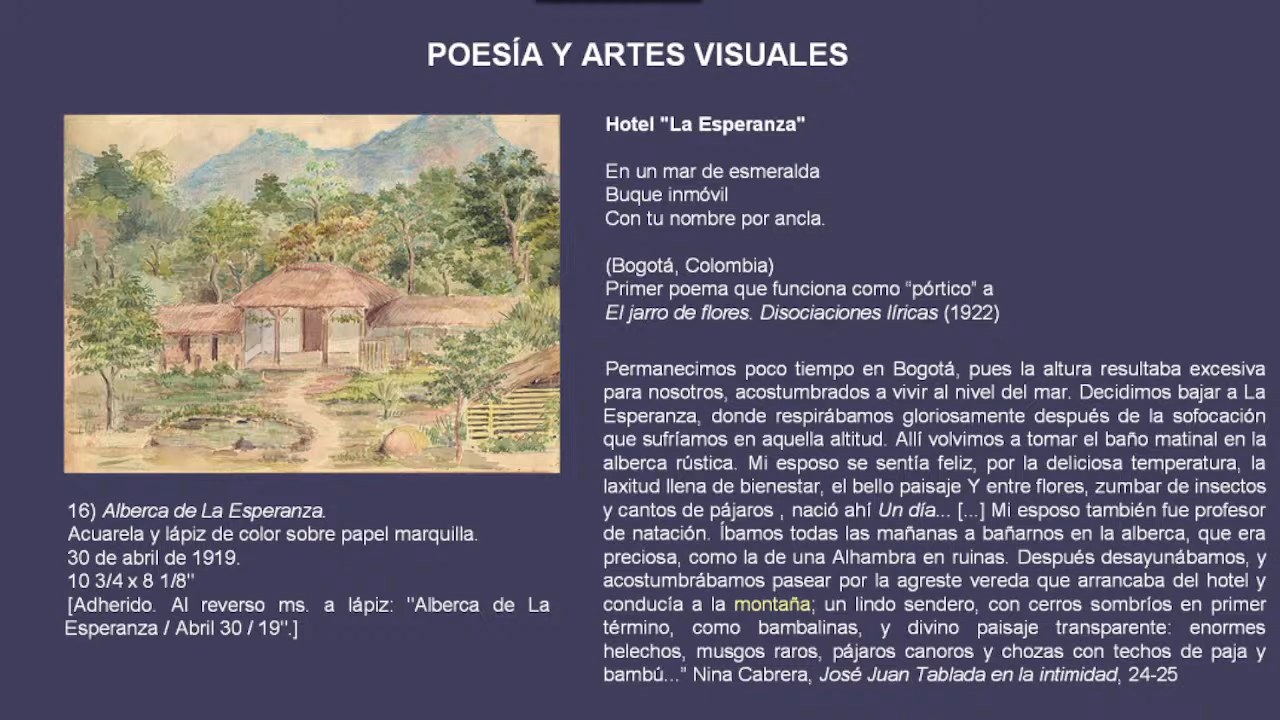 POESÍA Y ARTES VISUALES
Hotel "La Esperanza"
En un mar de esmeralda
Buque inmóvil
Con tu nombre por ancla.
(Bogotá, Colombia)
Primer poema que funciona como "pórtico" a
El jarro de flores. Disociaciones líricas (1922)
Permanecimos poco tiempo en Bogotá, pues la altura resultaba excesiva
para nosotros, acostumbrados a vivir al nivel del mar. Decidimos bajar a La
Esperanza, donde respirábamos gloriosamente después de la sofocación
que sufríamos en aquella altitud. Allí volvimos a tomar el baño matinal en la
alberca rústica. Mi esposo se sentía feliz, por la deliciosa temperatura, la
laxitud llena de bienestar, el bello paisaje Y entre flores, zumbar de insectos
y cantos de pájaros , nació ahí Un día... [...] Mi esposo también fue profesor
de natación. Íbamos todas las mañanas a bañarnos en la alberca, que era
preciosa, como la de una Alhambra en ruinas. Después desayunábamos, y
acostumbrábamos pasear por la agreste vereda que arrancaba del hotel y
conducía a la montaña; un lindo sendero, con cerros sombríos en primer
término, como bambalinas, y divino paisaje transparente: enormes
helechos, musgos raros, pájaros canoros y chozas con techos de paja y
bambú..." Nina Cabrera, José Juan Tablada en la intimidad, 24-25
16) Alberca de La Esperanza.
Acuarela y lápiz de color sobre papel marquilla.
30 de abril de 1919.
10 3/4 x 8 1/8"
[Adherido. Al reverso ms. a lápiz: "Alberca de La
Esperanza / Abril 30 / 19".]